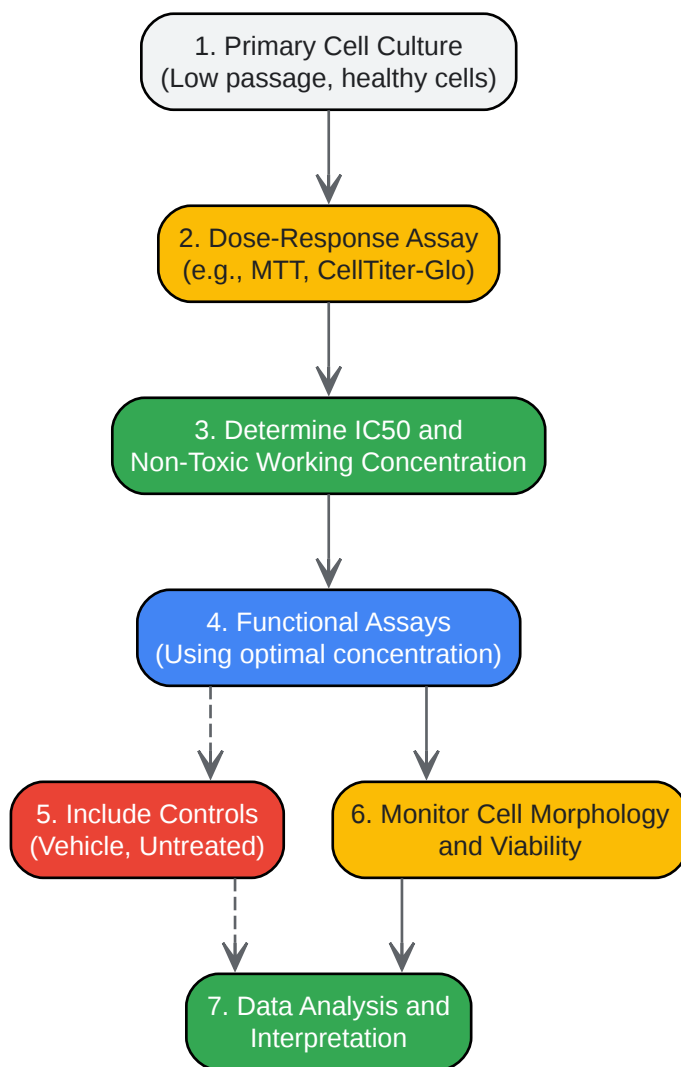 1. Primary Cell Culture
(Low passage, healthy cells)
2. Dose-Response Assay
(e.g., MTT, CellTiter-Glo)
3. Determine IC50 and
Non-Toxic Working Concentration
4. Functional Assays
(Using optimal concentration)
5. Include Controls
(Vehicle, Untreated)
6. Monitor Cell Morphology
and Viability
7. Data Analysis and
Interpretation